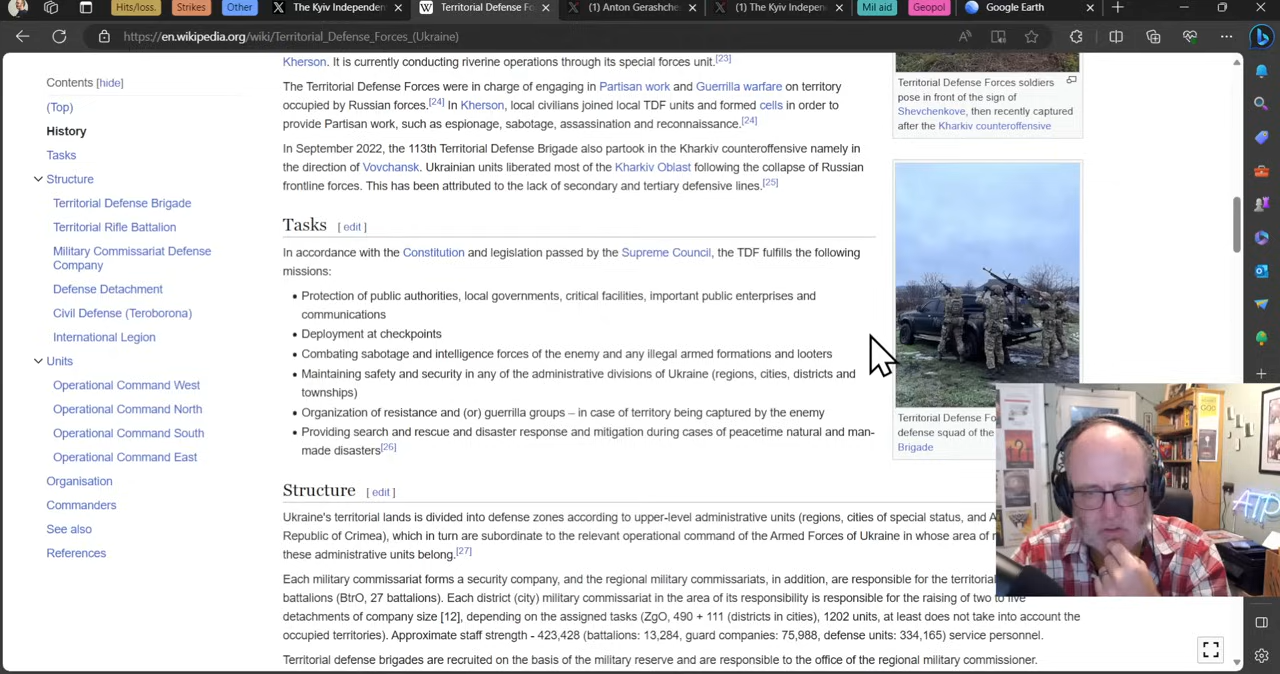 Hits/loss.
Strikes
Other
The Kyiv Independen
Territorial Defense Fo
(1) Anton Gerashche
(1) The Kyiv Indepen
Mil aid
Geopol
Google Earth
https://en.wikipedia.org/wiki/Territorial_Defense_Forces_(Ukraine)
Contents [hide]
(Top)
History
Tasks
Structure
Territorial Defense Brigade
Territorial Rifle Battalion
Military Commissariat Defense
Company
Defense Detachment
Civil Defense (Teroborona)
International Legion
Units
Operational Command West
Operational Command North
Operational Command South
Operational Command East
Organisation
Commanders
See also
References
Kherson. It is currently conducting riverine operations through its special forces unit.[23]
The Territorial Defense Forces were in charge of engaging in Partisan work and Guerrilla warfare on territory
occupied by Russian forces.[24] In Kherson, local civilians joined local TDF units and formed cells in order to
provide Partisan work, such as espionage, sabotage, assassination and reconnaissance.[24]
In September 2022, the 113th Territorial Defense Brigade also partook in the Kharkiv counteroffensive namely in
the direction of Vovchansk. Ukrainian units liberated most of the Kharkiv Oblast following the collapse of Russian
frontline forces. This has been attributed to the lack of secondary and tertiary defensive lines.[25]
Tasks [ edit ]
In accordance with the Constitution and legislation passed by the Supreme Council, the TDF fulfills the following
missions:
• Protection of public authorities, local governments, critical facilities, important public enterprises and
communications
• Deployment at checkpoints
• Combating sabotage and intelligence forces of the enemy and any illegal armed formations and looters
• Maintaining safety and security in any of the administrative divisions of Ukraine (regions, cities, districts and
townships)
• Organization of resistance and (or) guerrilla groups – in case of territory being captured by the enemy
• Providing search and rescue and disaster response and mitigation during cases of peacetime natural and man-
made disasters[26]
Structure [ edit ]
Ukraine's territorial lands is divided into defense zones according to upper-level administrative units (regions, cities of special status, and A
Republic of Crimea), which in turn are subordinate to the relevant operational command of the Armed Forces of Ukraine in whose area of
these administrative units belong.[27]
Each military commissariat forms a security company, and the regional military commissariats, in addition, are responsible for the territorial
battalions (BtrO, 27 battalions). Each district (city) military commissariat in the area of its responsibility is responsible for the raising of two to five
detachments of company size [12], depending on the assigned tasks (ZgO, 490 + 111 (districts in cities), 1202 units, at least does not take into account the
occupied territories). Approximate staff strength - 423,428 (battalions: 13,284, guard companies: 75,988, defense units: 334,165) service personnel.
Territorial defense brigades are recruited on the basis of the military reserve and are responsible to the office of the regional military commissioner.
Territorial Defense Forces soldiers
pose in front of the sign of
Shevchenkove, then recently captured
after the Kharkiv counteroffensive
Territorial Defense Fo
defense squad of the
Brigade
ATP